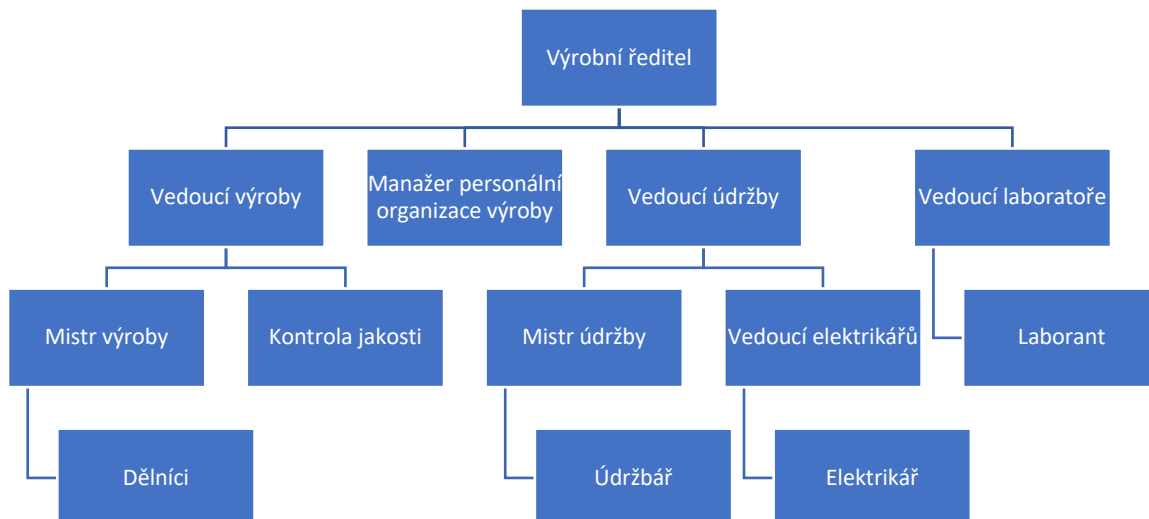 Výrobní ředitel
Vedoucí výroby
Manažer personální
organizace výroby
Vedoucí údržby
Vedoucí laboratoře
Mistr výroby
Kontrola jakosti
Mistr údržby
Vedoucí elektrikářů
Laborant
Dělníci
Údržbář
Elektrikář